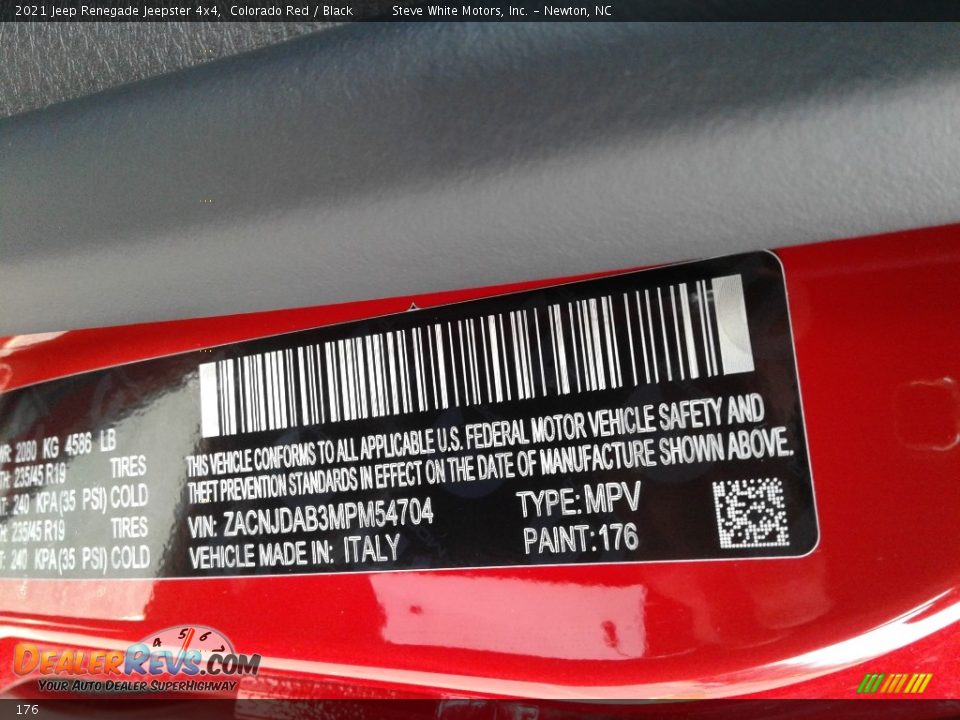 2021 Jeep Renegade Jeepster 4x4, Colorado Red / Black Steve White Motors, Inc. – Newton, NC
2080 KG 4586 LB
235/45 R19 TIRES
240 KPA(35 PSI) COLD
235/45 R19 TIRES
240 KPA(35 PSI) COLD
THIS VEHICLE CONFORMS TO ALL APPLICABLE U.S. FEDERAL MOTOR VEHICLE SAFETY AND
THEFT PREVENTION STANDARDS IN EFFECT ON THE DATE OF MANUFACTURE SHOWN ABOVE.
VIN: ZACNJDAB3MPM54704 TYPE: MPV
VEHICLE MADE IN: ITALY PAINT: 176
4 5 6
DealerRevs.com
Your Auto Dealer SuperHighway
176